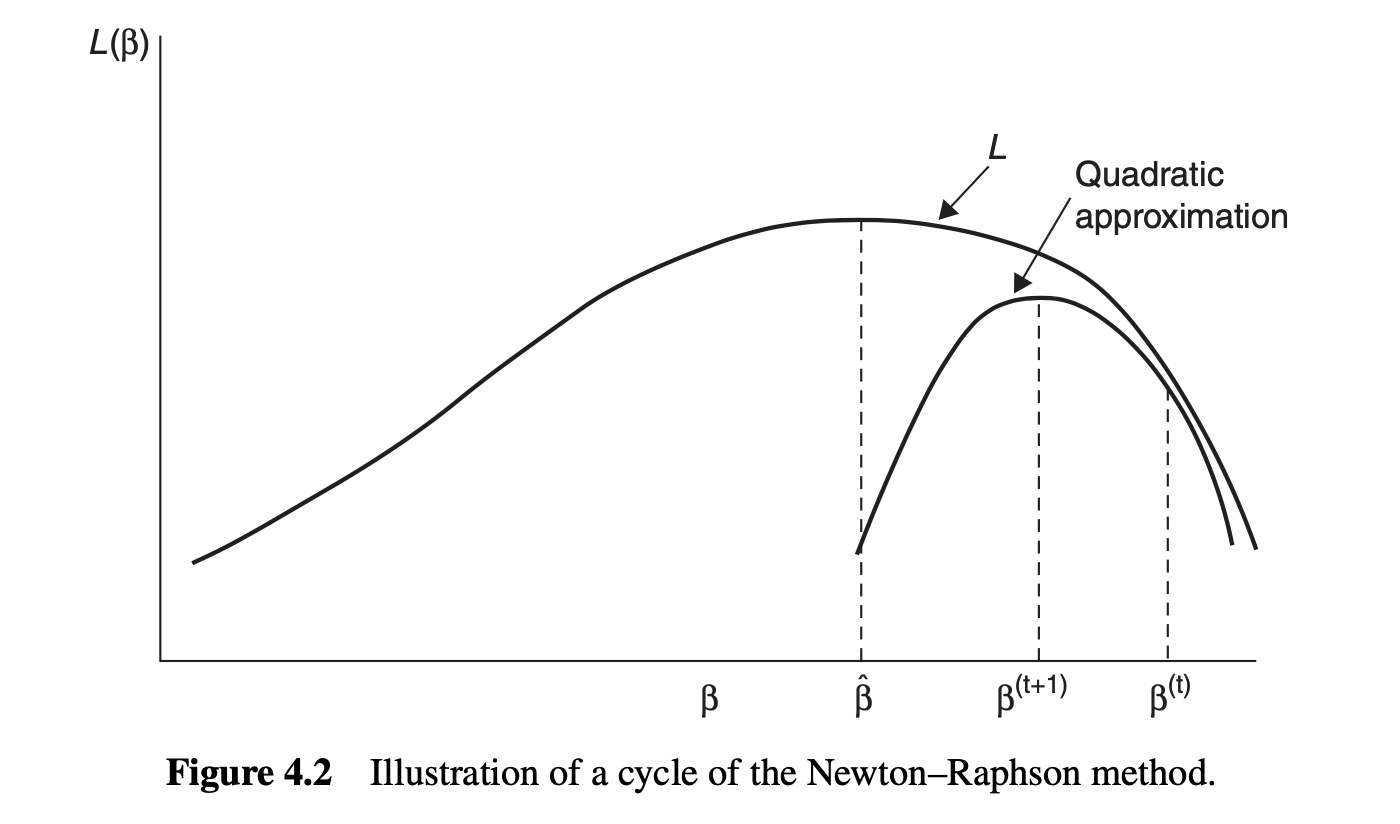 L(β)
L
Quadratic
approximation
β
β̂
β⁽ᵗ⁺¹⁾
β⁽ᵗ⁾
Figure 4.2 Illustration of a cycle of the Newton–Raphson method.